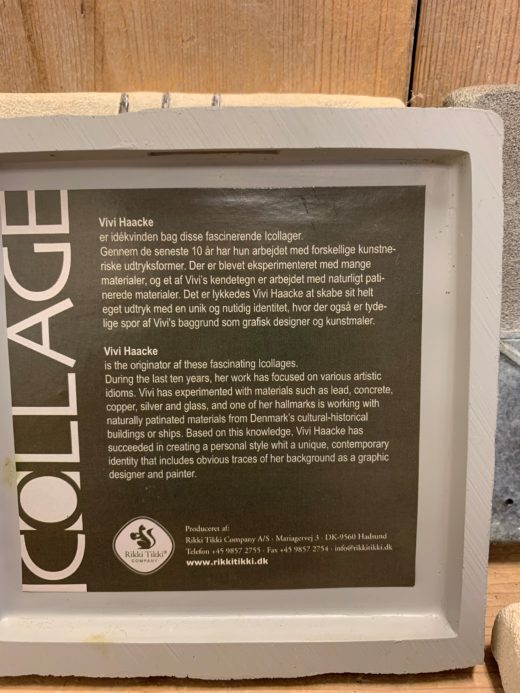 ICOLLAGE
Vivi Haacke
er idékvinden bag disse fascinerende Icollager.
Gennem de seneste 10 år har hun arbejdet med forskellige kunstne-
riske udtryksformer. Der er blevet eksperimenteret med mange
materialer, og et af Vivi's kendetegn er arbejdet med naturligt pati-
nerede materialer. Det er lykkedes Vivi Haacke at skabe sit helt
eget udtryk med en unik og nutidig identitet, hvor der også er tyde-
lige spor af Vivi's baggrund som grafisk designer og kunstmaler.
Vivi Haacke
is the originator of these fascinating Icollages.
During the last ten years, her work has focused on various artistic
idioms. Vivi has experimented with materials such as lead, concrete,
copper, silver and glass, and one of her hallmarks is working with
naturally patinated materials from Denmark's cultural-historical
buildings or ships. Based on this knowledge, Vivi Haacke has
succeeded in creating a personal style whit a unique, contemporary
identity that includes obvious traces of her background as a graphic
designer and painter.
Rikki Tikki®
COMPANY
Produceret af:
Rikki Tikki Company A/S · Mariagervej 3 · DK-9560 Hadsund
Telefon +45 9857 2755 · Fax +45 9857 2754 · info@rikkitikki.dk
www.rikkitikki.dk